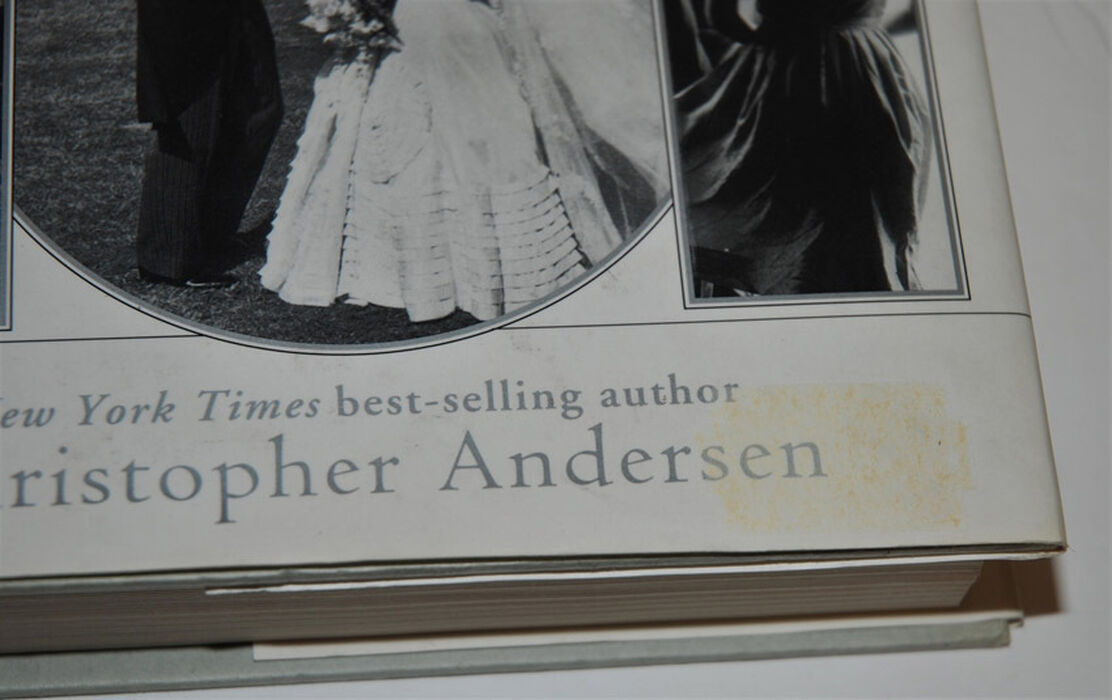 ew York Times best-selling author
ristopher Andersen